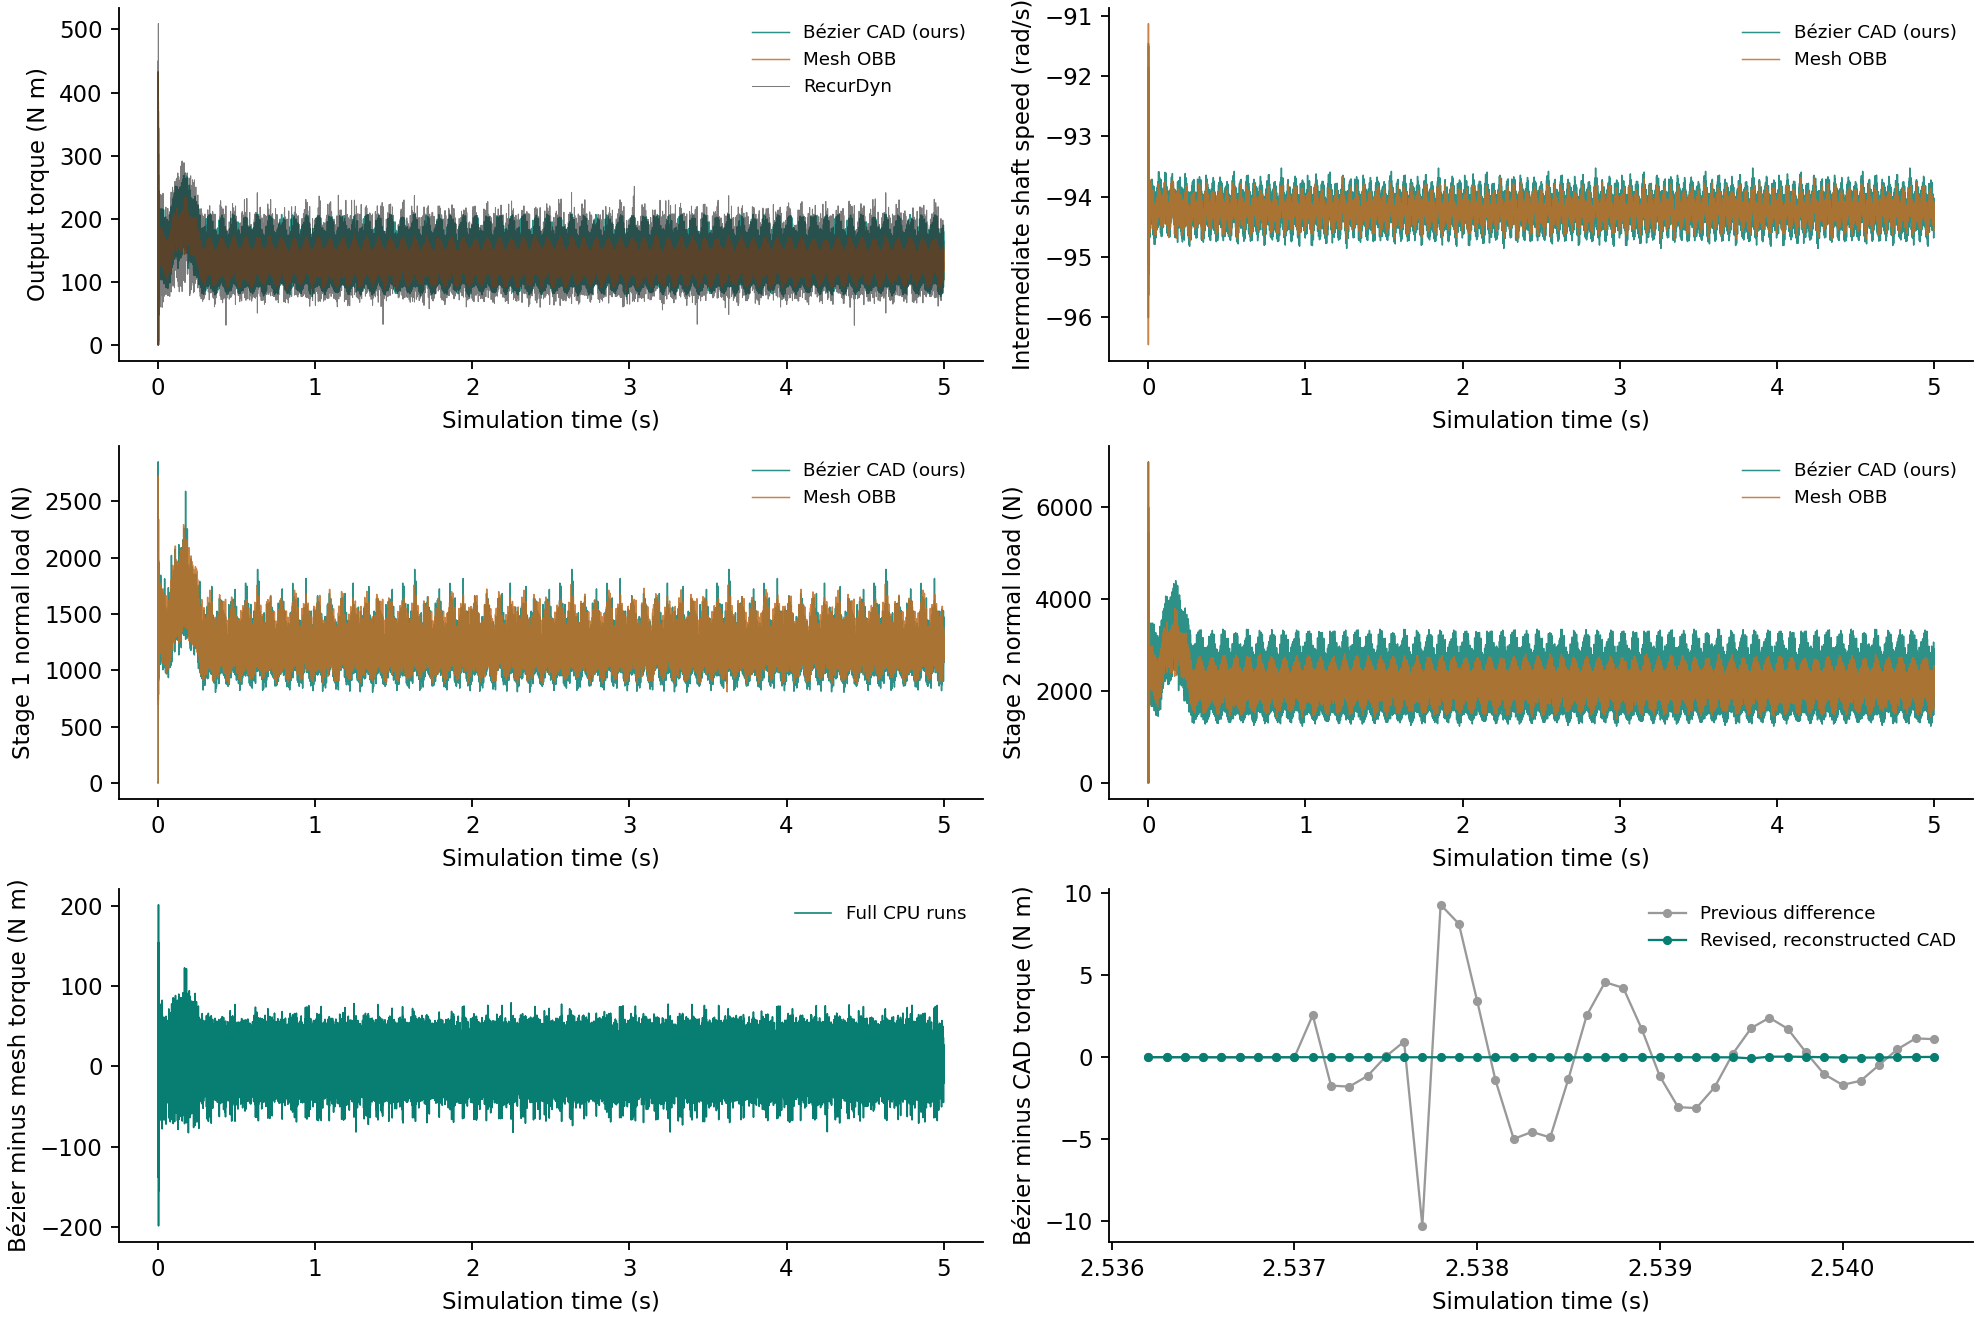 Output torque (N m)
500
400
300
200
100
0
Bézier CAD (ours)
Mesh OBB
RecurDyn
0 1 2 3 4 5
Simulation time (s)
Intermediate shaft speed (rad/s)
−91
−92
−93
−94
−95
−96
Bézier CAD (ours)
Mesh OBB
0 1 2 3 4 5
Simulation time (s)
Stage 1 normal load (N)
2500
2000
1500
1000
500
0
Bézier CAD (ours)
Mesh OBB
0 1 2 3 4 5
Simulation time (s)
Stage 2 normal load (N)
6000
4000
2000
0
Bézier CAD (ours)
Mesh OBB
0 1 2 3 4 5
Simulation time (s)
Bézier minus mesh torque (N m)
200
100
0
−100
−200
Full CPU runs
0 1 2 3 4 5
Simulation time (s)
Bézier minus CAD torque (N m)
10
5
0
−5
−10
Previous difference
Revised, reconstructed CAD
2.536 2.537 2.538 2.539 2.540
Simulation time (s)